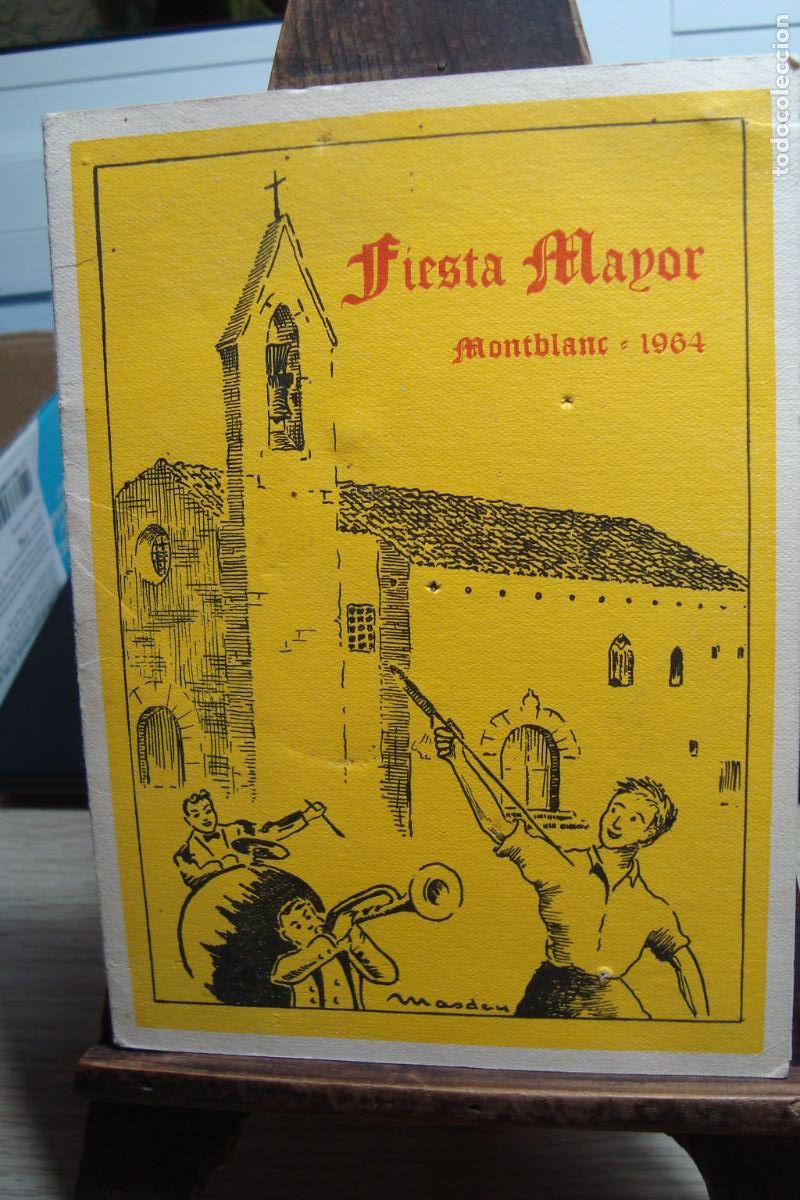 Fiesta Mayor
Montblanc - 1964
Masdeu
todocoleccion